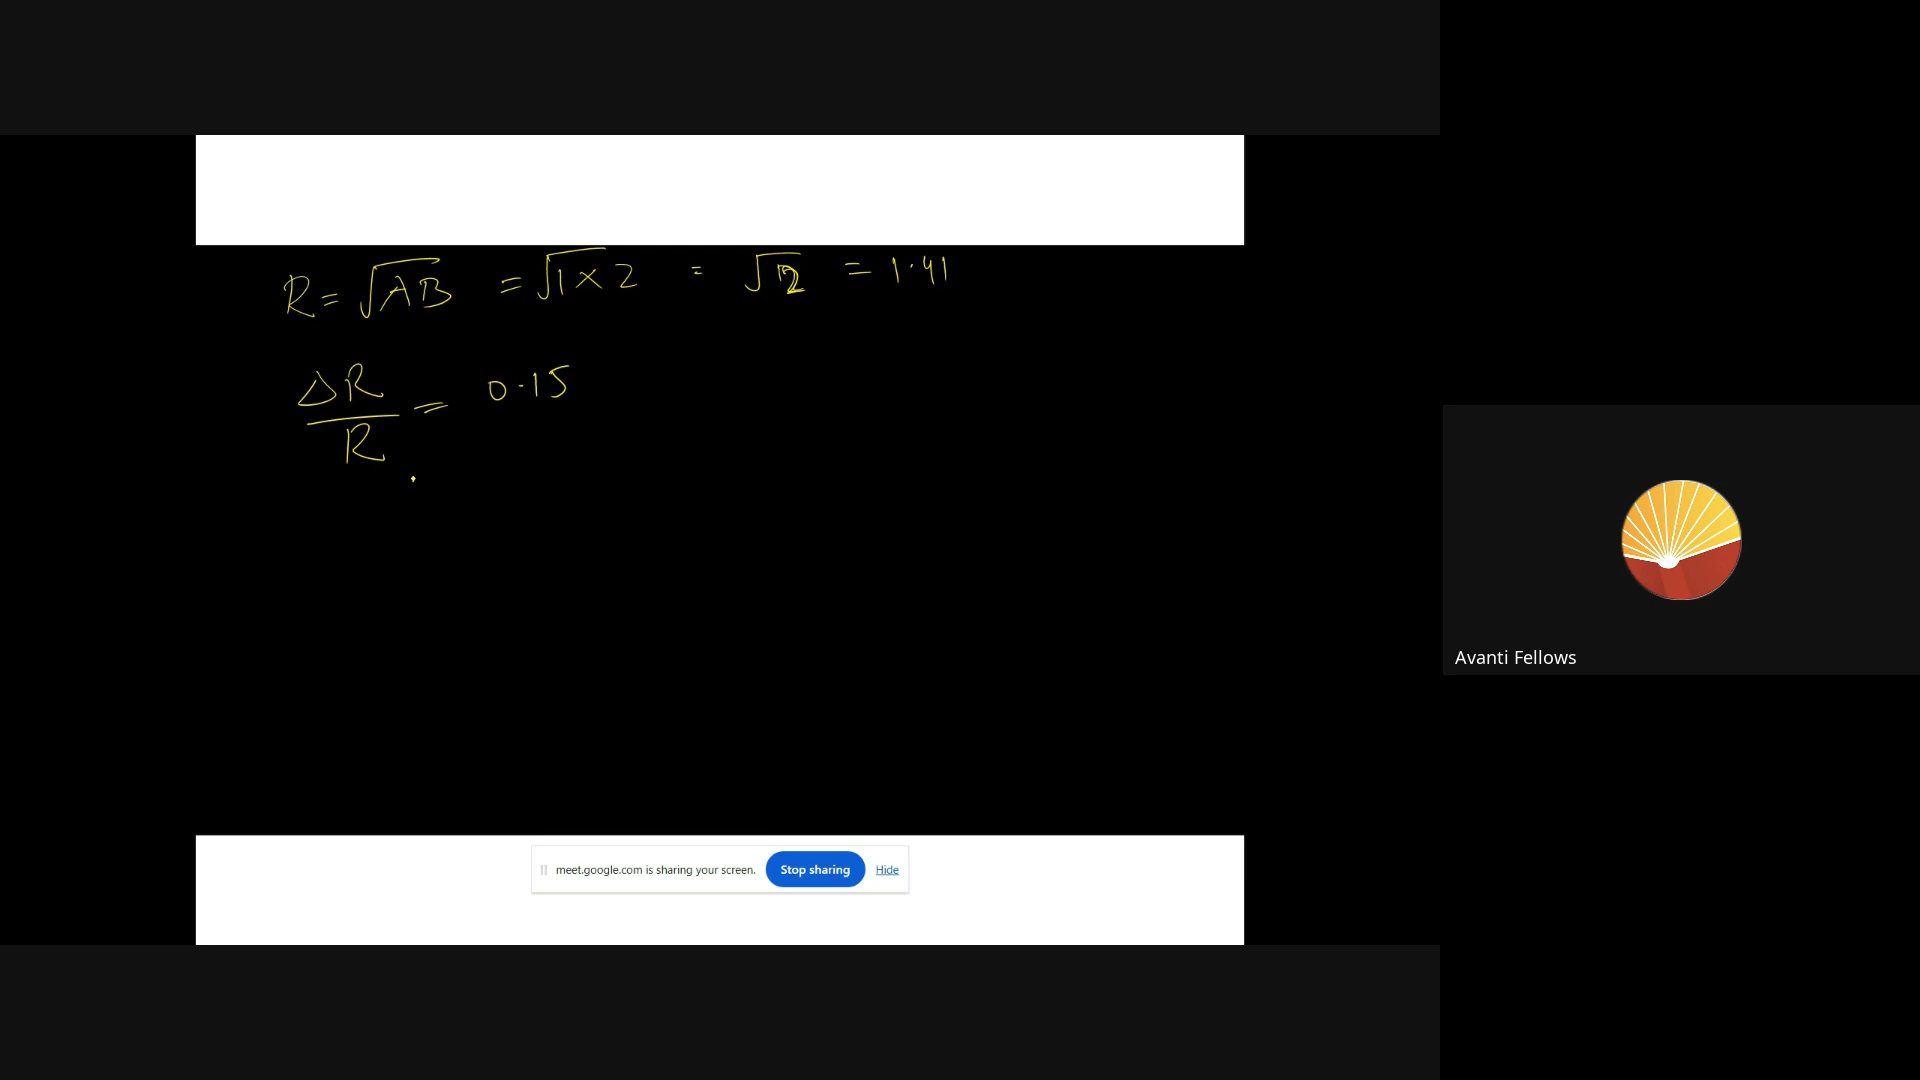 R = √AB = √1×2 = √2 = 1.41
ΔR/R = 0.15
Avanti Fellows
meet.google.com is sharing your screen. Stop sharing Hide